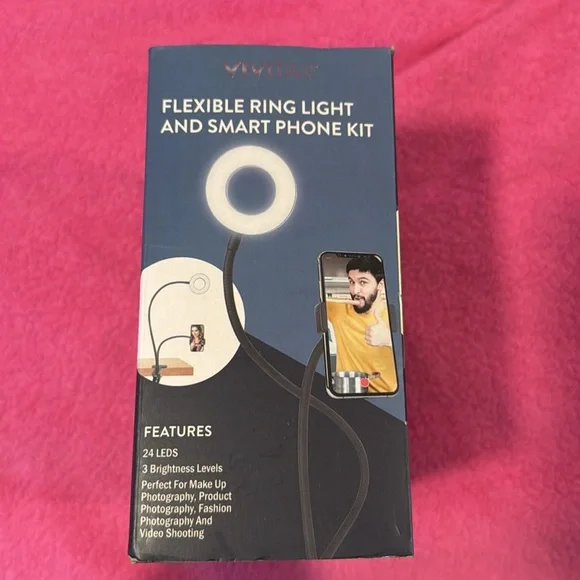 VIVITAR
FLEXIBLE RING LIGHT
AND SMART PHONE KIT
FEATURES
24 LEDS
3 Brightness Levels
Perfect For Make Up
Photography, Product
Photography, Fashion
Photography And
Video Shooting